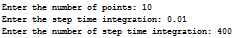 Enter the number of points: 10
Enter the step time integration: 0.01
Enter the number of step time integration: 400